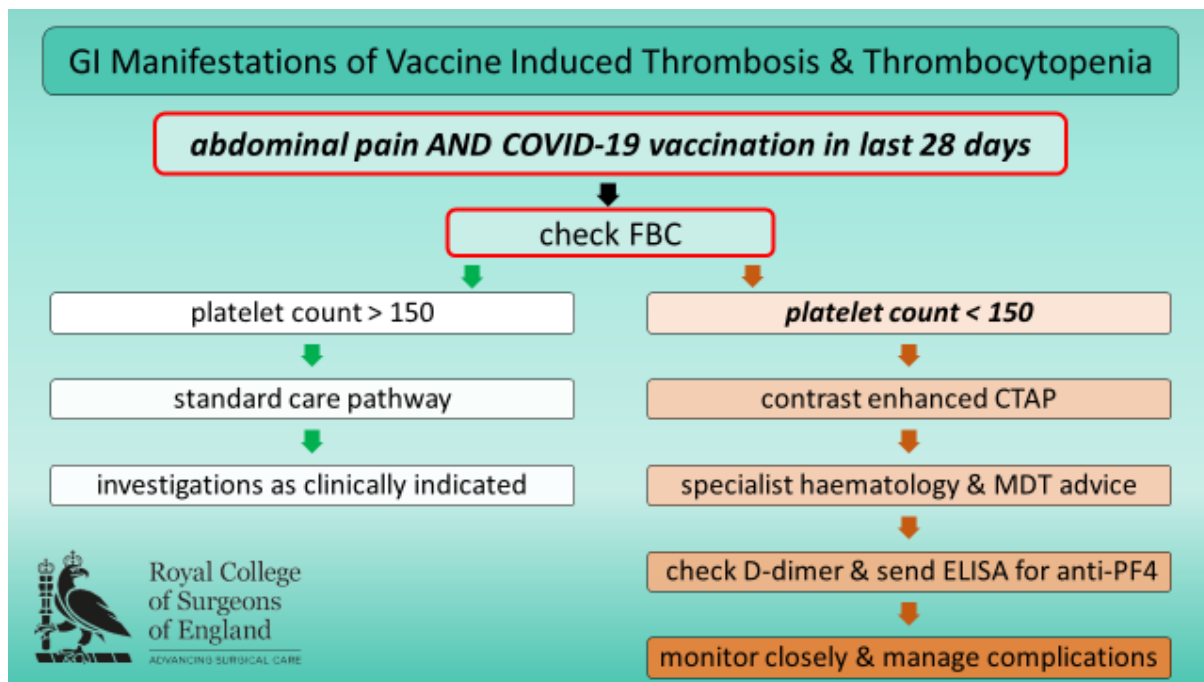 GI Manifestations of Vaccine Induced Thrombosis & Thrombocytopenia
abdominal pain AND COVID-19 vaccination in last 28 days
check FBC
platelet count > 150
standard care pathway
investigations as clinically indicated
platelet count < 150
contrast enhanced CTAP
specialist haematology & MDT advice
check D-dimer & send ELISA for anti-PF4
monitor closely & manage complications
Royal College
of Surgeons
of England
ADVANCING SURGICAL CARE